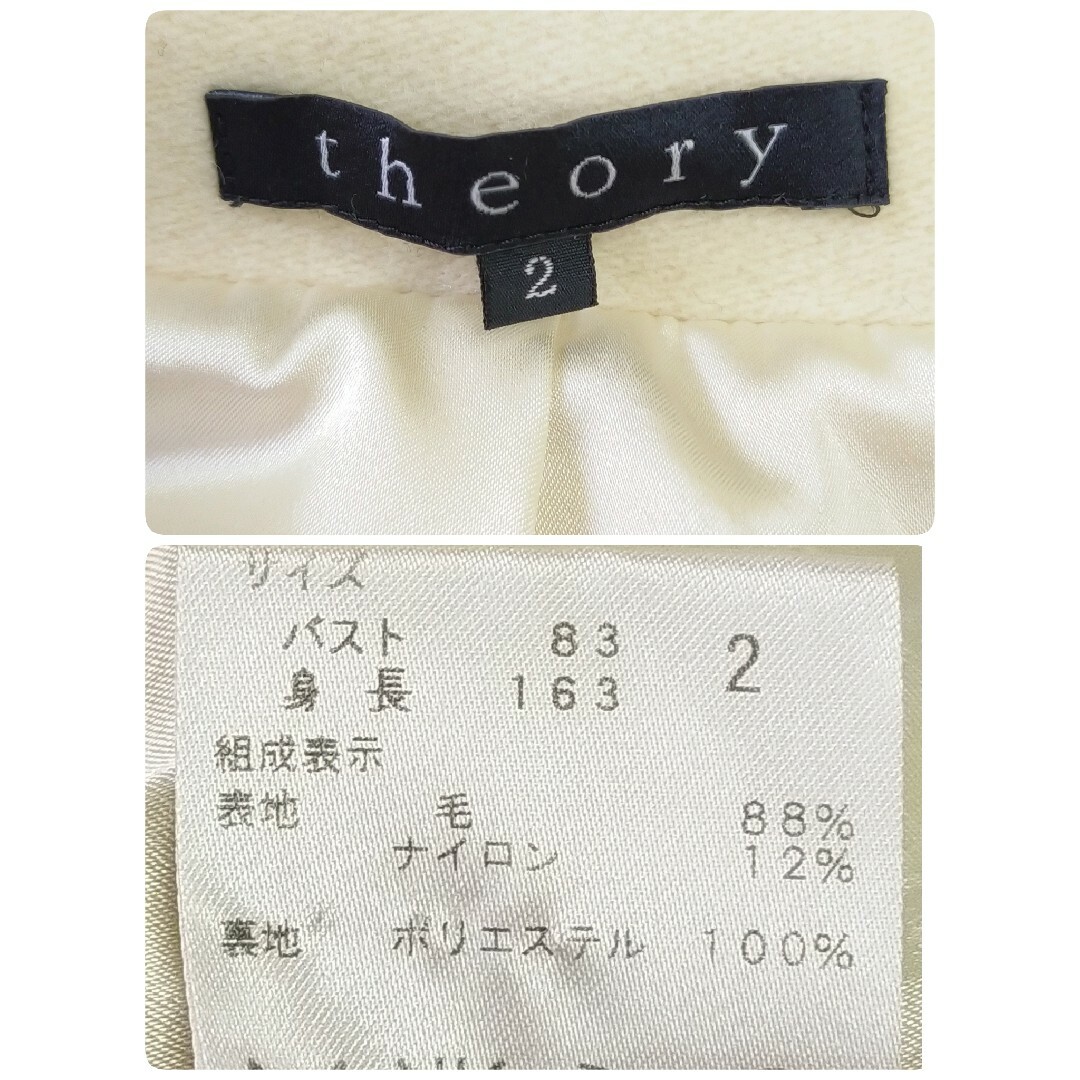 theory
2
サイズ
バスト 83 2
身長 163
組成表示
表地 毛 88%
ナイロン 12%
裏地 ポリエステル 100%